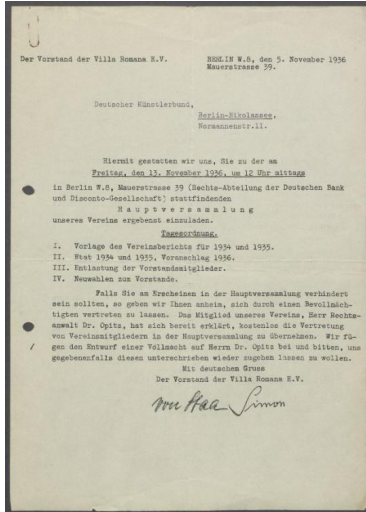 Der Vorstand der Villa Romana E.V.
BERLIN W.8, den 5. November 1936
Mauerstrasse 39.
Deutscher Künstlerbund,
Berlin-Nikolassee,
Normannenstr.11.
Hiermit gestatten wir uns, Sie zu der am
Freitag, den 13. November 1936, um 12 Uhr mittags
in Berlin W.8, Mauerstrasse 39 (Rechts-Abteilung der Deutschen Bank
und Disconto-Gesellschaft) stattfindenden
H a u p t v e r s a m m l u n g
unseres Vereins ergebenst einzuladen.
Tagesordnung.
I. Vorlage des Vereinsberichts für 1934 und 1935.
II. Etat 1934 und 1935, Voranschlag 1936.
III. Entlastung der Vorstandsmitglieder.
IV. Neuwahlen zum Vorstande.
Falls Sie am Erscheinen in der Hauptversammlung verhindert
sein sollten, so geben wir Ihnen anheim, sich durch einen Bevollmäch-
tigten vertreten zu lassen. Das Mitglied unseres Vereins, Herr Rechts-
anwalt Dr. Opitz, hat sich bereit erklärt, kostenlos die Vertretung
von Vereinsmitgliedern in der Hauptversammlung zu übernehmen. Wir fü-
gen den Entwurf einer Vollmacht auf Herrn Dr. Opitz bei und bitten, uns
gegebenenfalls diesen unterschrieben wieder zugehen lassen zu wollen.
Mit deutschem Gruss
Der Vorstand der Villa Romana E.V.
von Staa Simon